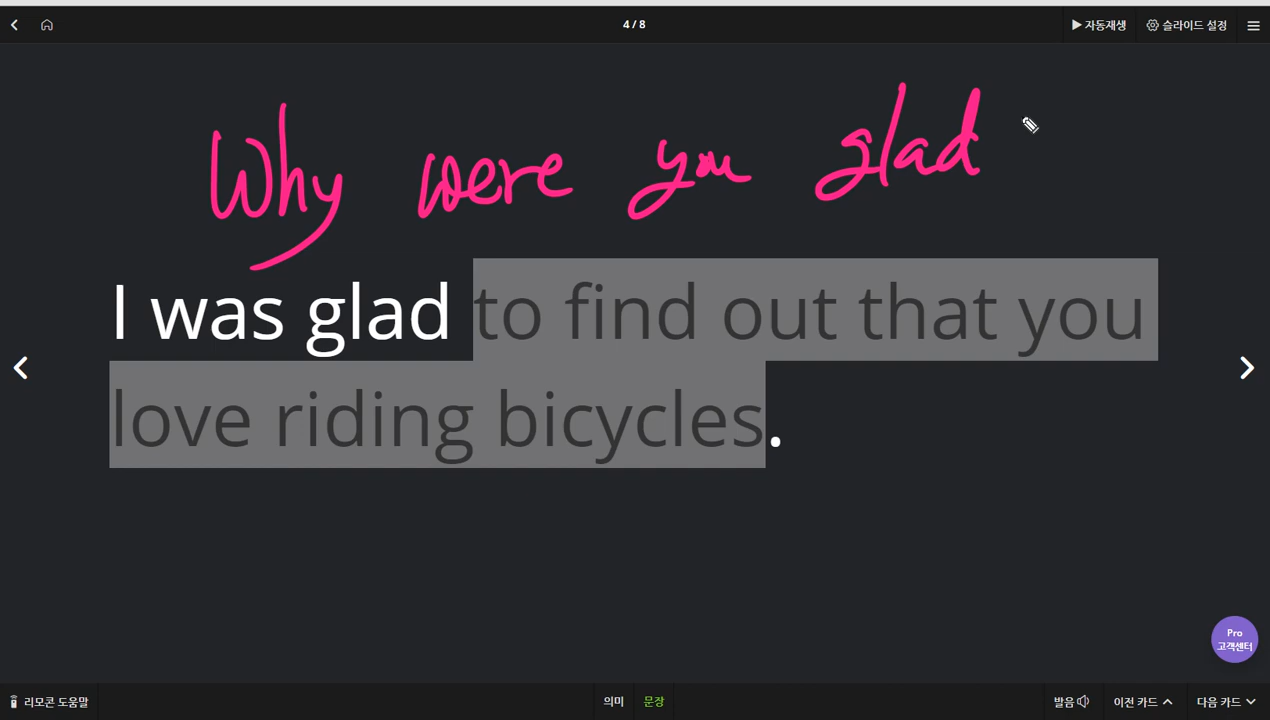 4 / 8
자동재생
슬라이드 설정
Why were you glad
I was glad to find out that you
love riding bicycles.
Pro
고객센터
리모콘 도움말
의미
문장
발음
이전 카드
다음 카드